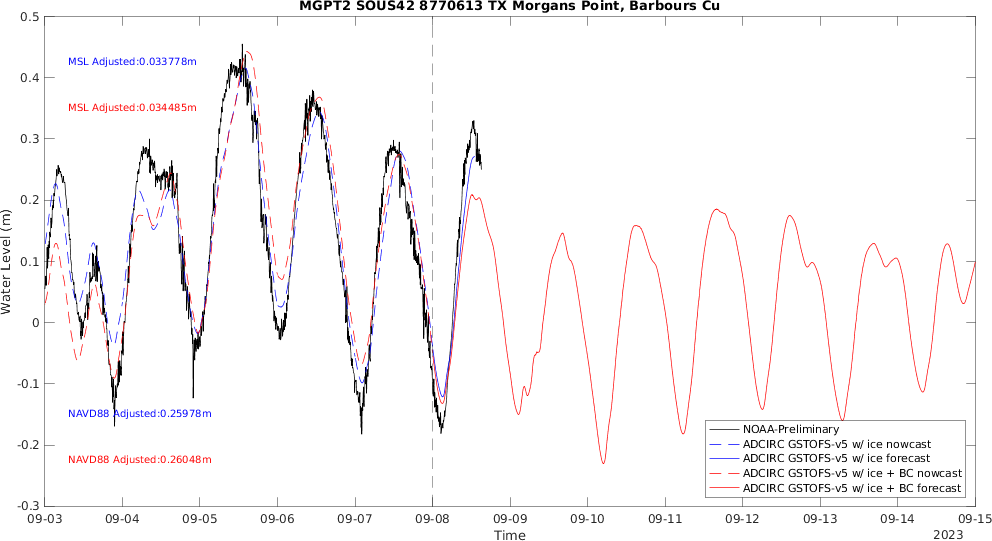 MGPT2 SOUS42 8770613 TX Morgans Point, Barbours Cu
Water Level (m)
0.5
0.4
0.3
0.2
0.1
0
-0.1
-0.2
-0.3
MSL Adjusted:0.033778m
MSL Adjusted:0.034485m
NAVD88 Adjusted:0.25978m
NAVD88 Adjusted:0.26048m
NOAA-Preliminary
ADCIRC GSTOFS-v5 w/ ice nowcast
ADCIRC GSTOFS-v5 w/ ice forecast
ADCIRC GSTOFS-v5 w/ ice + BC nowcast
ADCIRC GSTOFS-v5 w/ ice + BC forecast
09-03 09-04 09-05 09-06 09-07 09-08 09-09 09-10 09-11 09-12 09-13 09-14 09-15
Time
2023